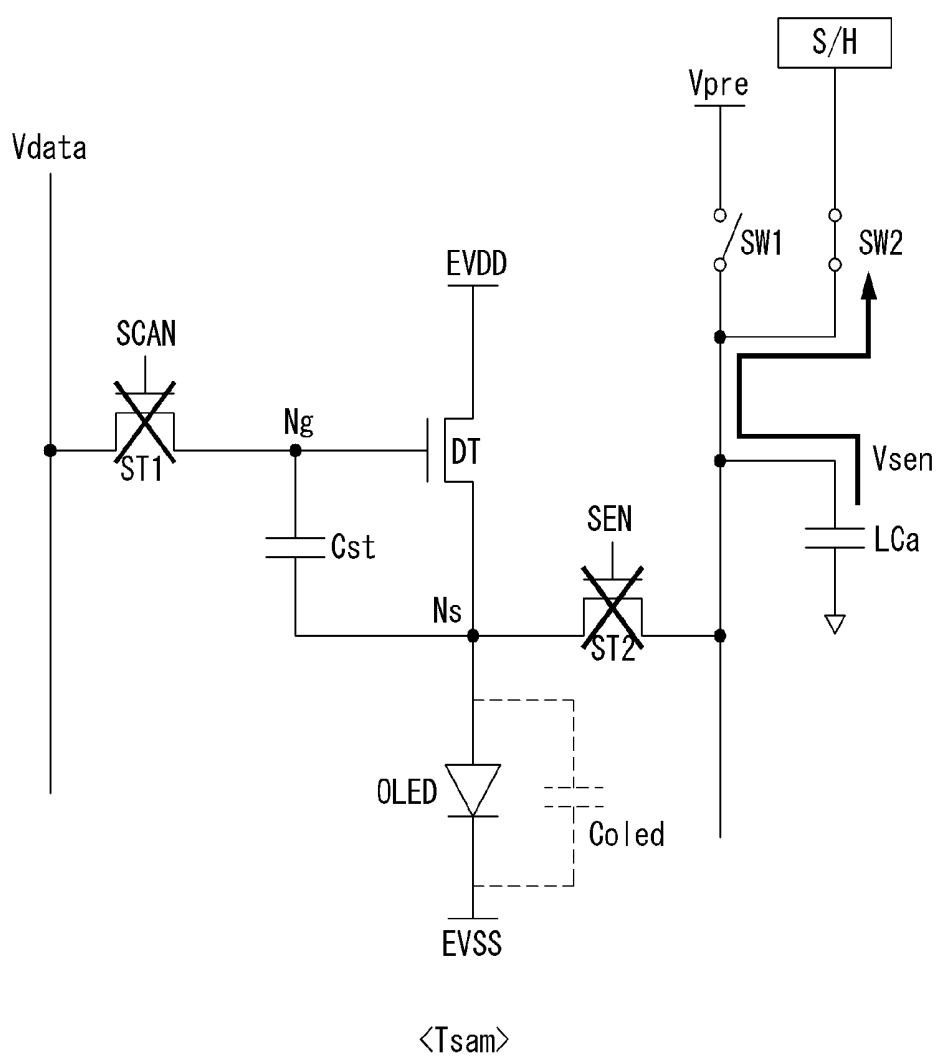 S/H
Vpre
Vdata
SW1
SW2
EVDD
SCAN
Ng
DT
ST1
Vsen
SEN
LCa
Cst
Ns
ST2
OLED
Coled
EVSS
<Tsam>